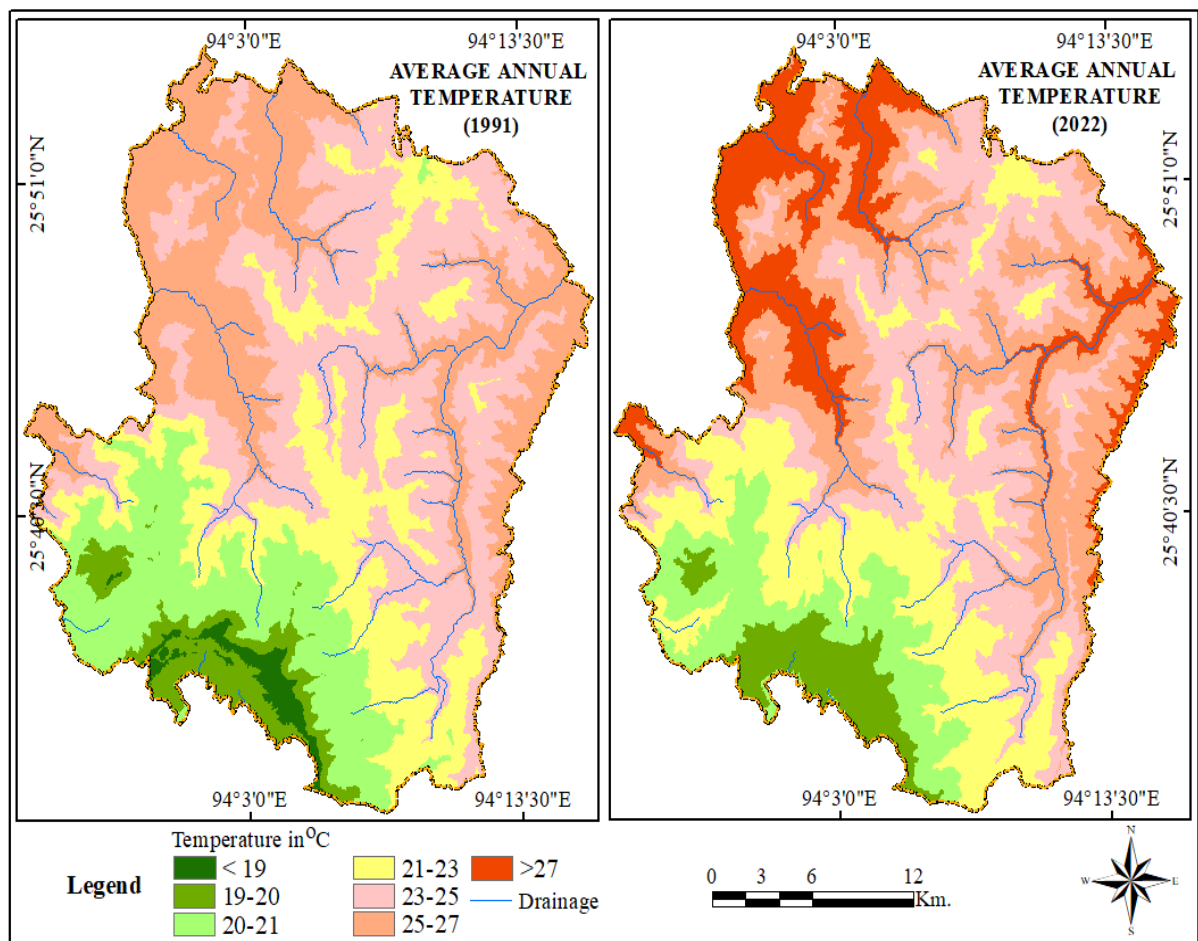 94°3'0"E 94°13'30"E
AVERAGE ANNUAL
TEMPERATURE
(1991)
25°51'0"N
25°40'30"N
94°3'0"E 94°13'30"E
94°3'0"E 94°13'30"E
AVERAGE ANNUAL
TEMPERATURE
(2022)
25°51'0"N
25°40'30"N
94°3'0"E 94°13'30"E
Legend
Temperature in °C
< 19
19-20
20-21
21-23
23-25
25-27
>27
Drainage
0 3 6 12
Km.
N
W E
S